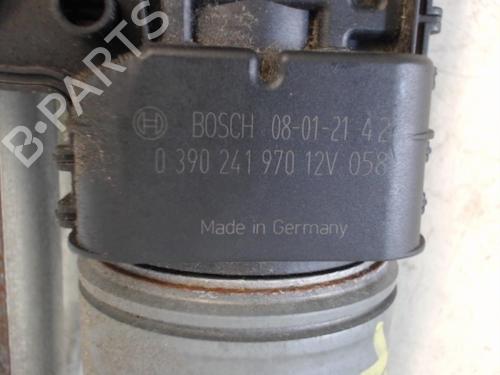 B-PARTS
BOSCH 08-01-21 42
0 390 241 970 12V 058
Made in Germany